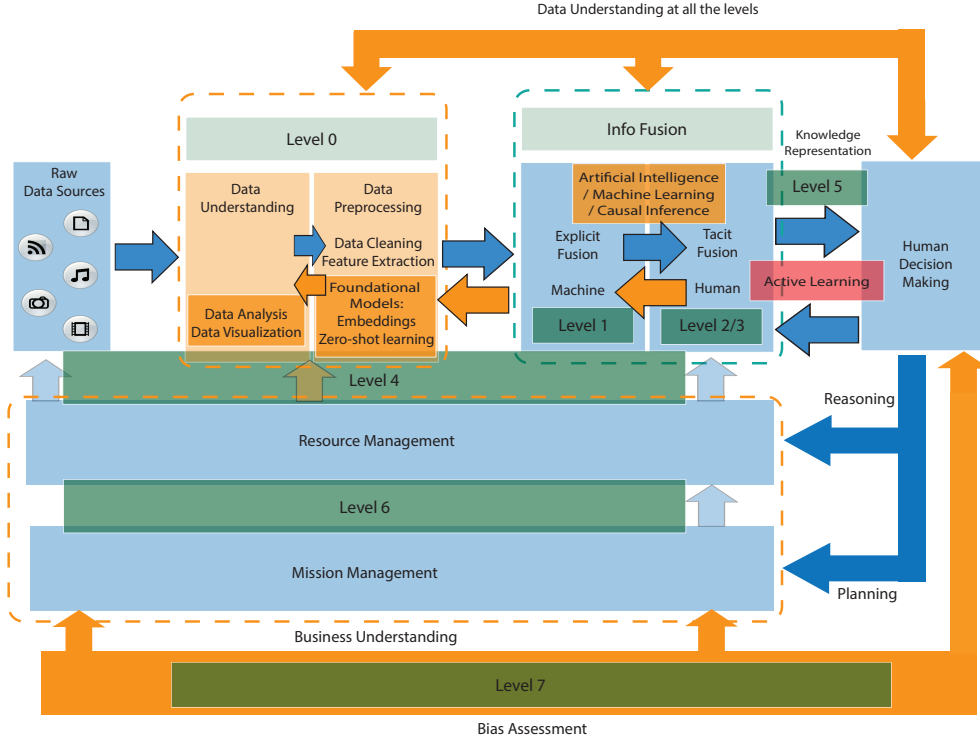 Data Understanding at all the levels
Level 0
Info Fusion
Knowledge
Representation
Raw
Data Sources
Data
Understanding
Data
Preprocessing
Artificial Intelligence
/ Machine Learning
/ Causal Inference
Level 5
Data Cleaning
Feature Extraction
Explicit
Fusion
Tacit
Fusion
Human
Decision
Making
Foundational
Models:
Embeddings
Zero-shot learning
Machine
Human
Active Learning
Data Analysis
Data Visualization
Level 1
Level 2/3
Level 4
Reasoning
Resource Management
Level 6
Mission Management
Planning
Business Understanding
Level 7
Bias Assessment